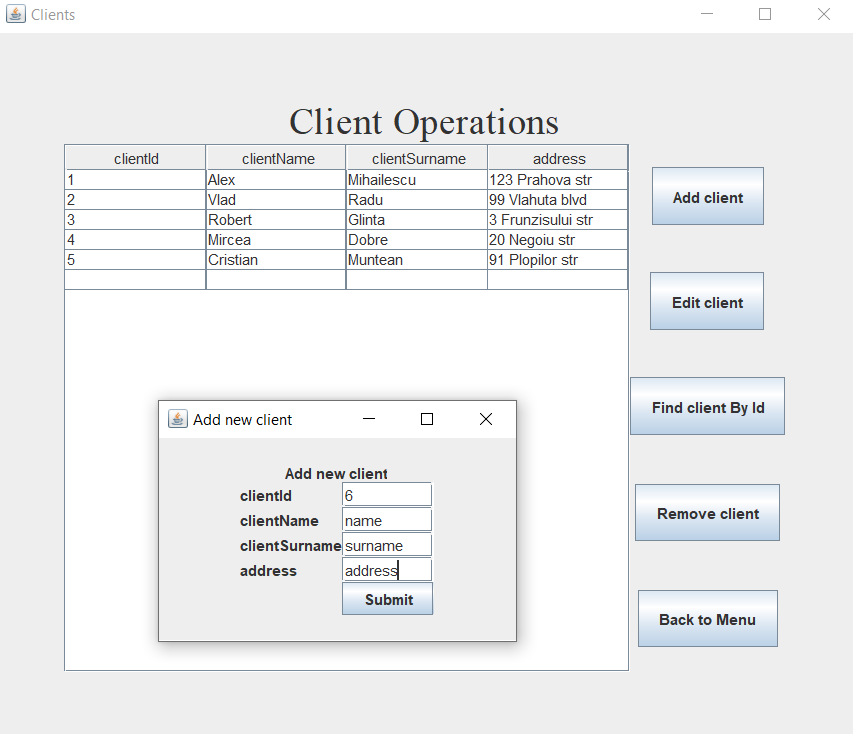 Clients
Client Operations
clientId clientName clientSurname address
1 Alex Mihailescu 123 Prahova str
2 Vlad Radu 99 Vlahuta blvd
3 Robert Glinta 3 Frunzisului str
4 Mircea Dobre 20 Negoiu str
5 Cristian Muntean 91 Plopilor str
Add client
Edit client
Find client By Id
Remove client
Back to Menu
Add new client
Add new client
clientId 6
clientName name
clientSurname surname
address address
Submit